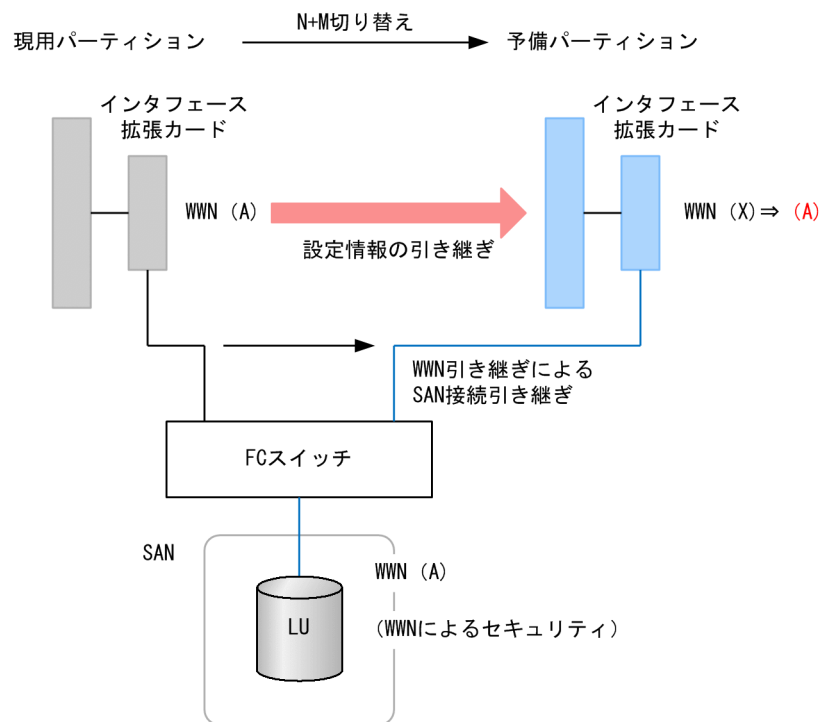 N+M切り替え
現用パーティション
予備パーティション
インタフェース
拡張カード
インタフェース
拡張カード
WWN (A)
WWN (X)⇒ (A)
設定情報の引き継ぎ
WWN引き継ぎによる
SAN接続引き継ぎ
FCスイッチ
SAN
WWN (A)
LU
(WWNによるセキュリティ)